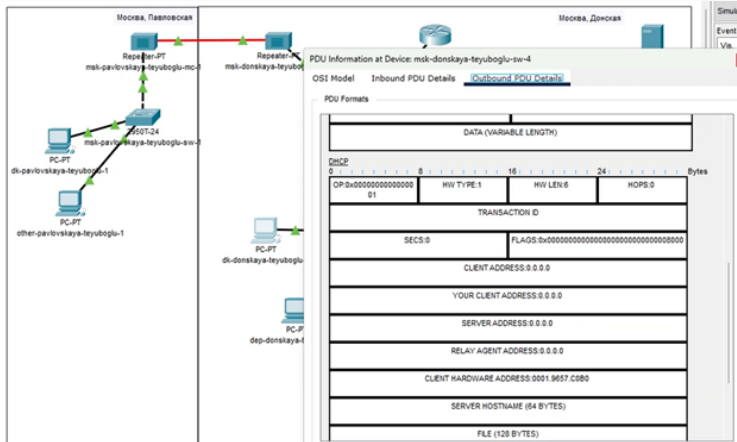 Москва, Павловская
Москва, Донская
Simul
Event
Vis.
Repeater-PT
msk-pavlovskaya-teyuboglu-mc-1
Repeater-PT
msk-donskaya-teyubo
2950T-24
msk-pavlovskaya-teyuboglu-sw-1
PC-PT
dk-pavlovskaya-teyuboglu-1
PC-PT
other-pavlovskaya-teyuboglu-1
PC-PT
dk-donskaya-teyuboglu-
PC-P
dep-donskaya-t
PDU Information at Device: msk-donskaya-teyuboglu-sw-4
OSI Model Inbound PDU Details Outbound PDU Details
PDU Formats
DATA (VARIABLE LENGTH)
DHCP
0 8 16 24 Bytes
OP:0x00000000000000
01 HW TYPE:1 HW LEN:6 HOPS:0
TRANSACTION ID
SECS:0 FLAGS:0x00000000000000000000000000008000
CLIENT ADDRESS:0.0.0.0
YOUR CLIENT ADDRESS:0.0.0.0
SERVER ADDRESS:0.0.0.0
RELAY AGENT ADDRESS:0.0.0.0
CLIENT HARDWARE ADDRESS:0001.9657.C0B0
SERVER HOSTNAME (64 BYTES)
FILE (128 BYTES)